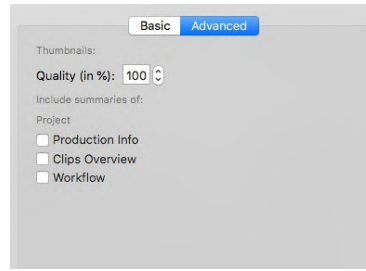 Basic Advanced
Thumbnails:
Quality (in %): 100
Include summaries of:
Project
Production Info
Clips Overview
Workflow